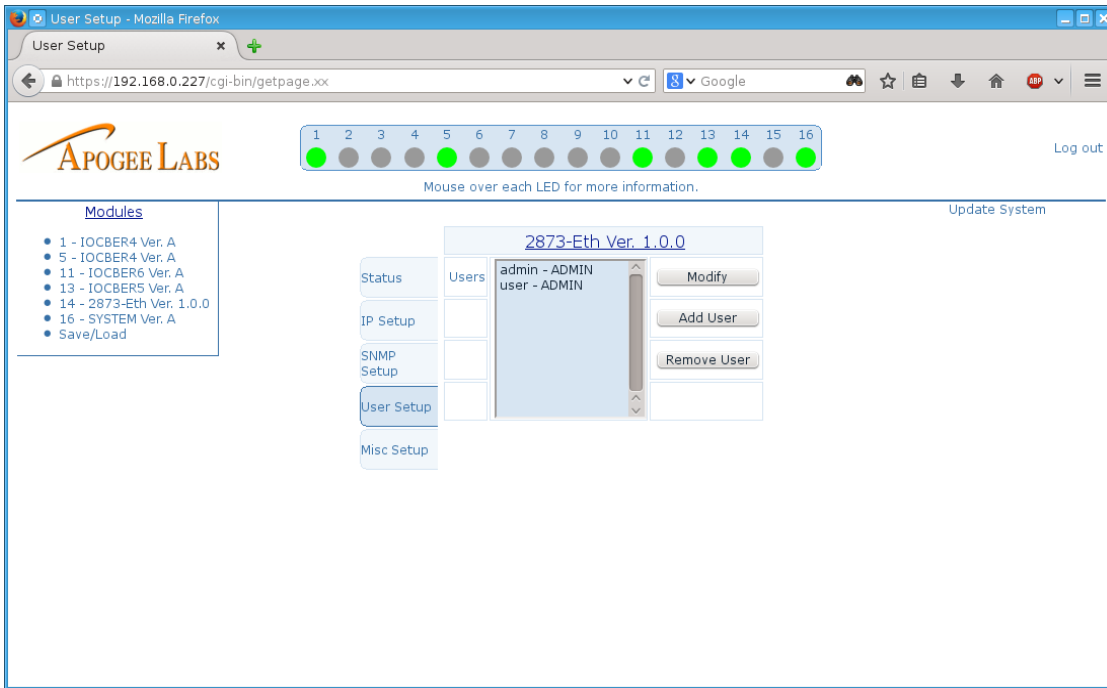 User Setup - Mozilla Firefox
User Setup
https://192.168.0.227/cgi-bin/getpage.xx
8 Google
ABP
APOGEE LABS
1 2 3 4 5 6 7 8 9 10 11 12 13 14 15 16
Log out
Mouse over each LED for more information.
Modules
1 - IOCBER4 Ver. A
5 - IOCBER4 Ver. A
11 - IOCBER6 Ver. A
13 - IOCBER5 Ver. A
14 - 2873-Eth Ver. 1.0.0
16 - SYSTEM Ver. A
Save/Load
Update System
2873-Eth Ver. 1.0.0
Status
IP Setup
SNMP
Setup
User Setup
Misc Setup
Users
admin - ADMIN
user - ADMIN
Modify
Add User
Remove User